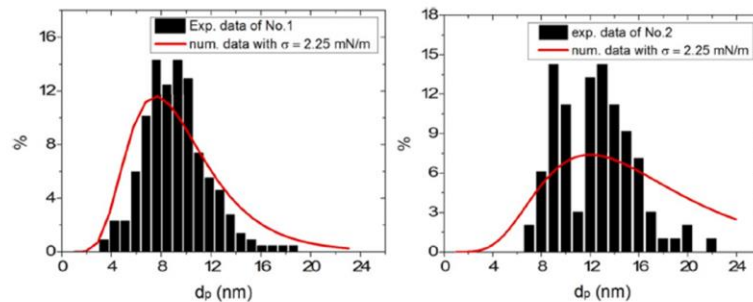 Exp. data of No.1
num. data with σ = 2.25 mN/m
16
12
8
4
0
%
0 4 8 12 16 20 24
dp (nm)
exp. data of No.2
num. data with σ = 2.25 mN/m
18
15
12
9
6
3
0
%
0 4 8 12 16 20 24
dp (nm)